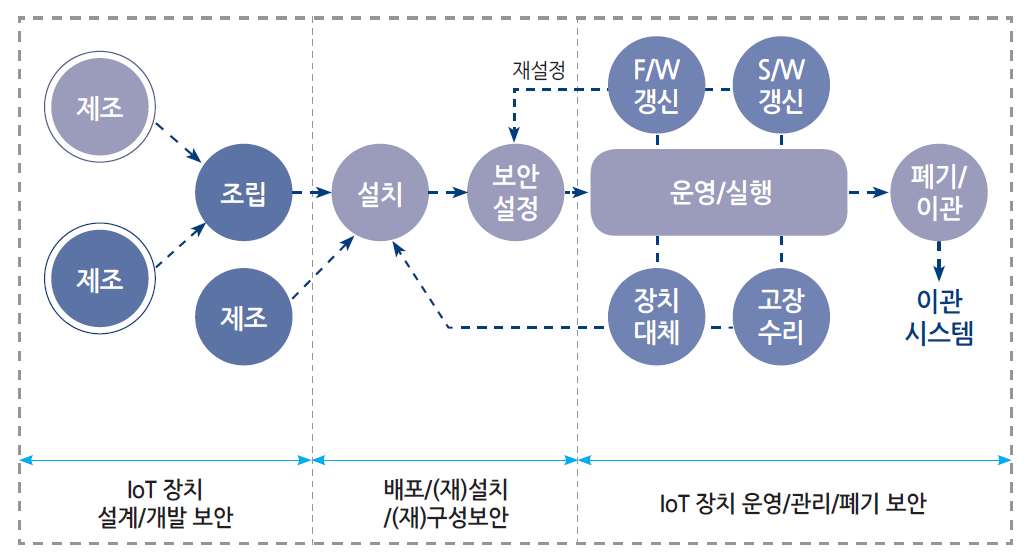 재설정
F/W
갱신
S/W
갱신
제조
조립
설치
보안
설정
운영/실행
폐기/
이관
제조
제조
장치
대체
고장
수리
이관
시스템
IoT 장치
설계/개발 보안
배포/(재)설치
/(재)구성보안
IoT 장치 운영/관리/폐기 보안